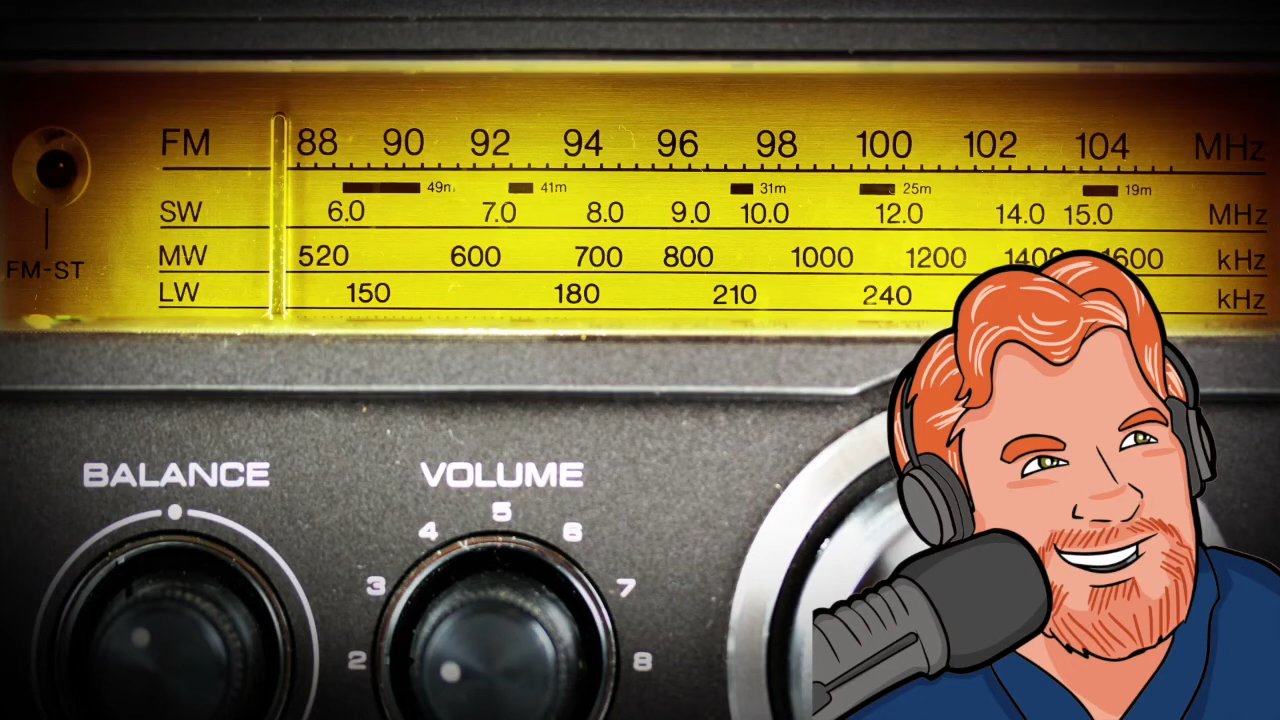 FM 88 90 92 94 96 98 100 102 104 MHz
41m 31m 25m 19m
SW 6.0 7.0 8.0 9.0 10.0 12.0 14.0 15.0 MHz
MW 520 600 700 800 1000 1200 1400 1600 kHz
FM-ST
LW 150 180 210 240 kHz
BALANCE VOLUME
2 3 4 5 6 7 8